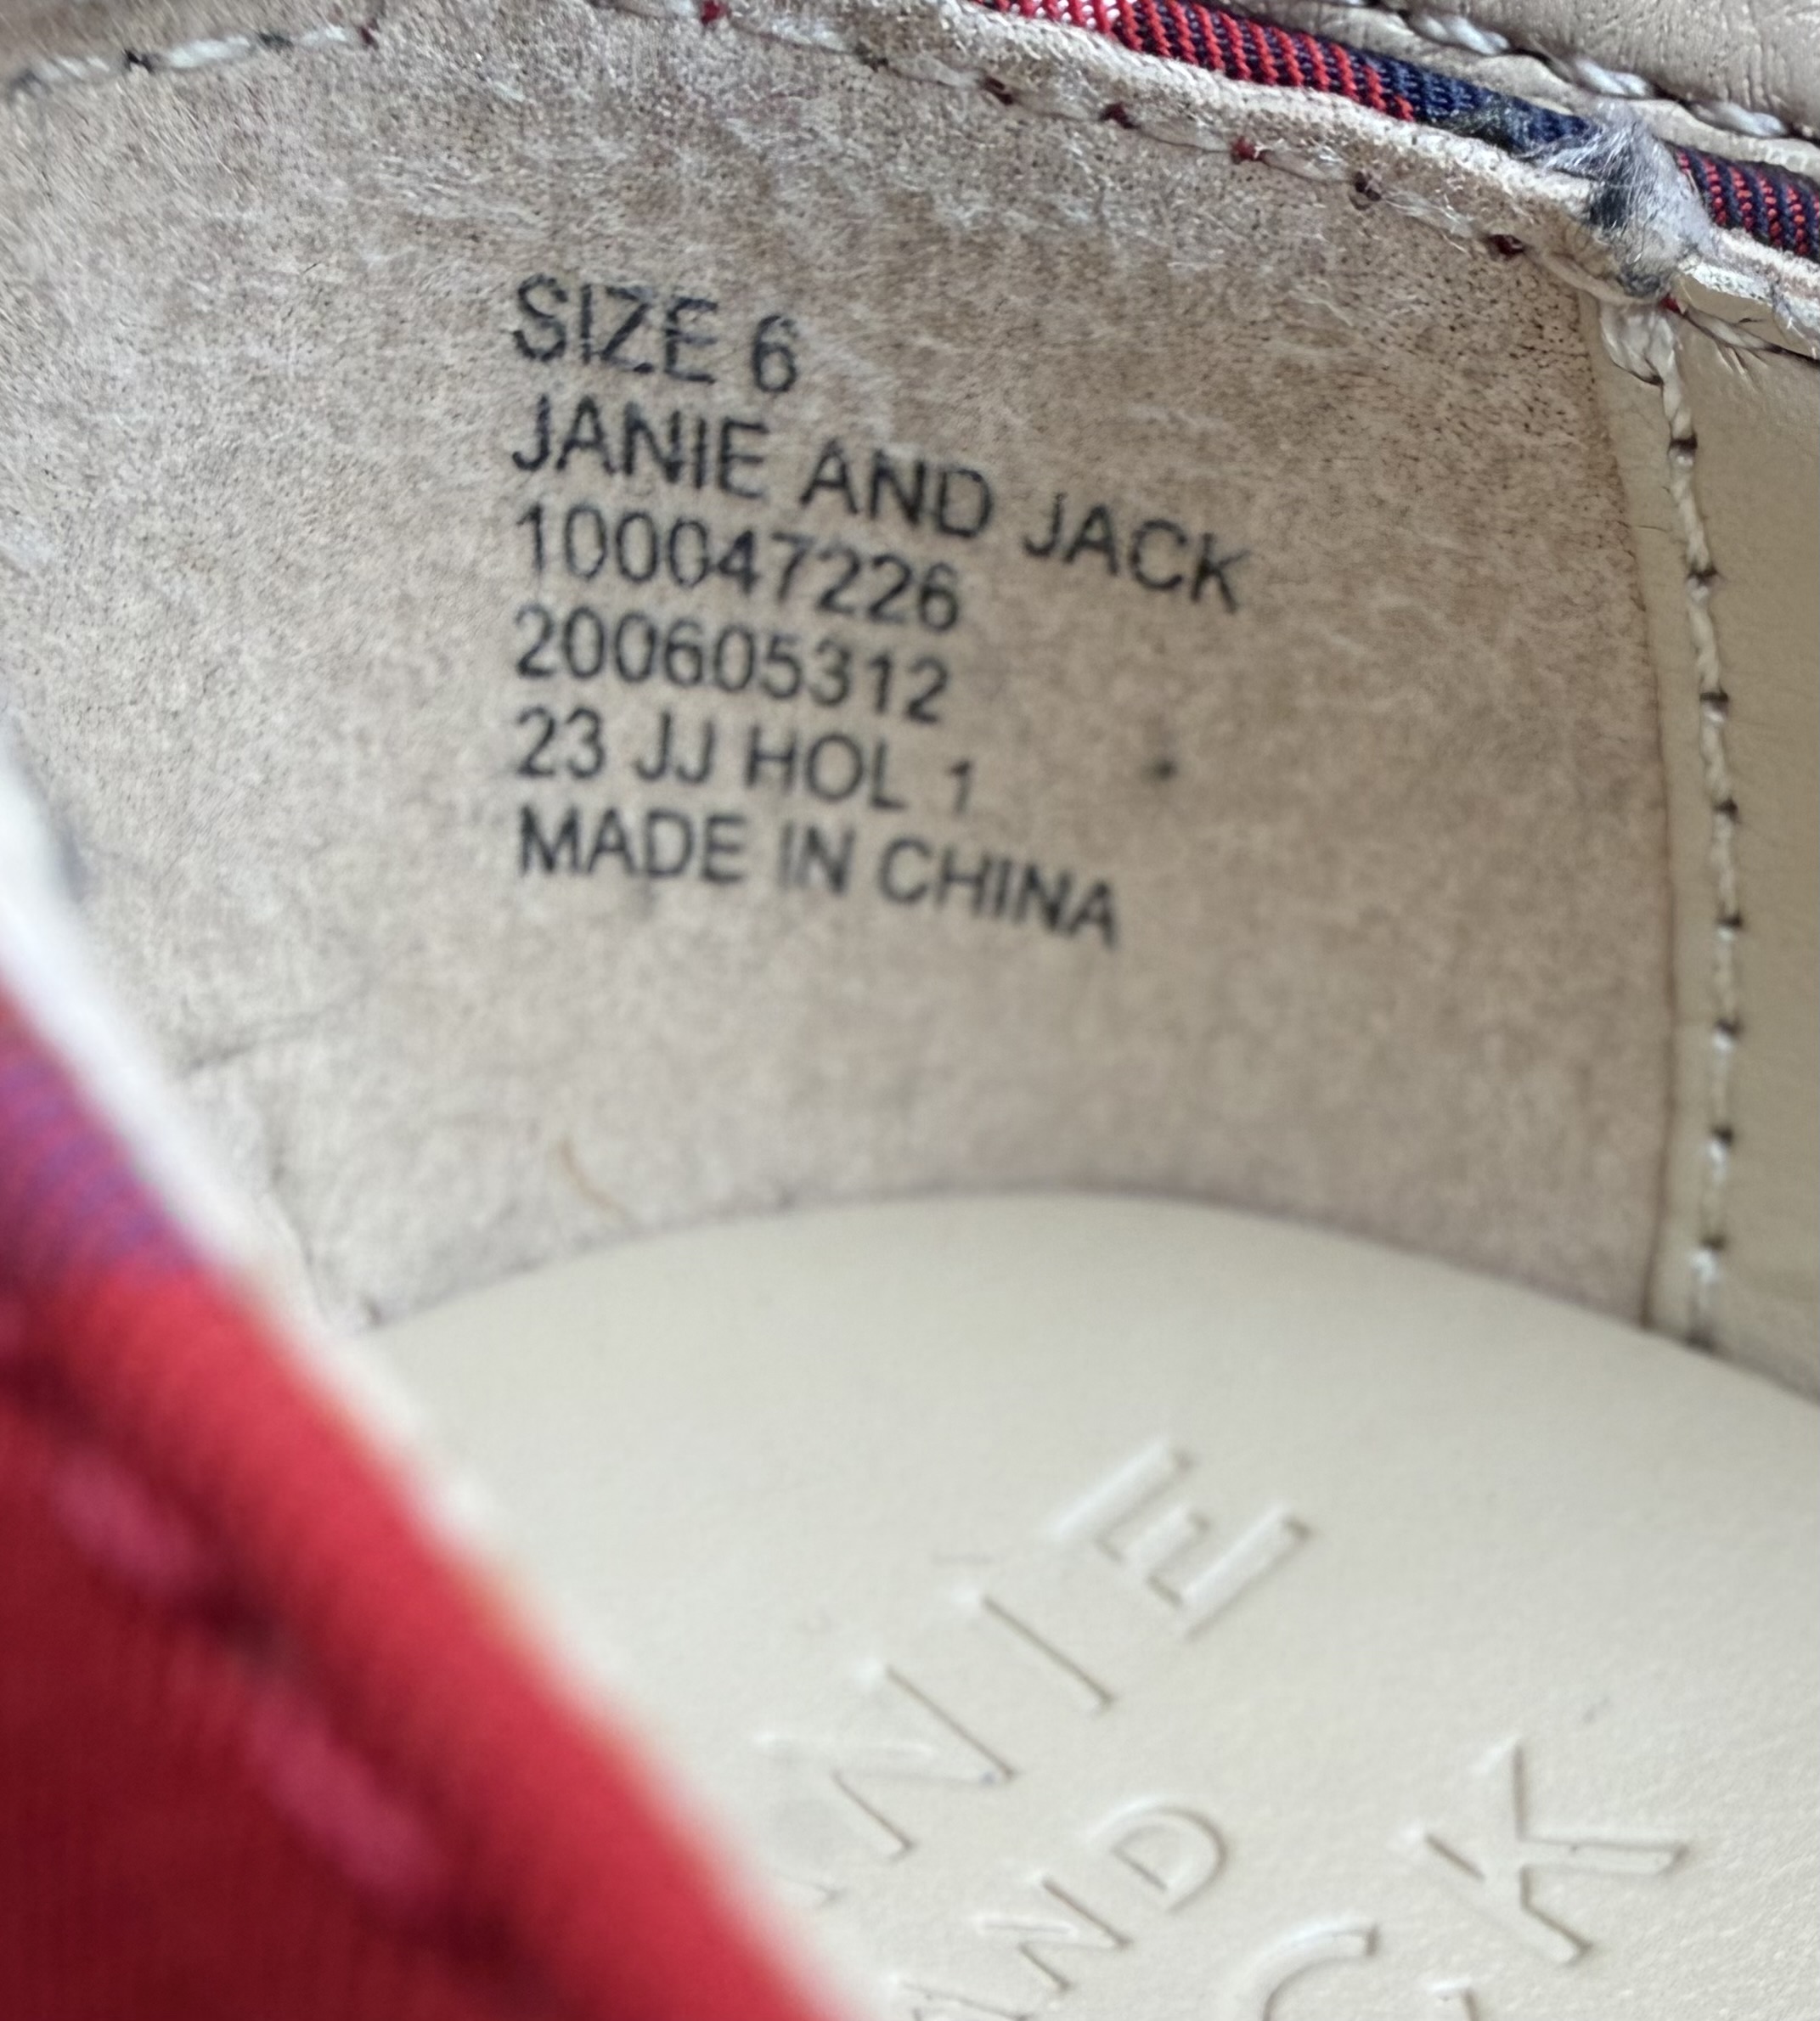 SIZE 6
JANIE AND JACK
100047226
200605312
23 JJ HOL 1
MADE IN CHINA